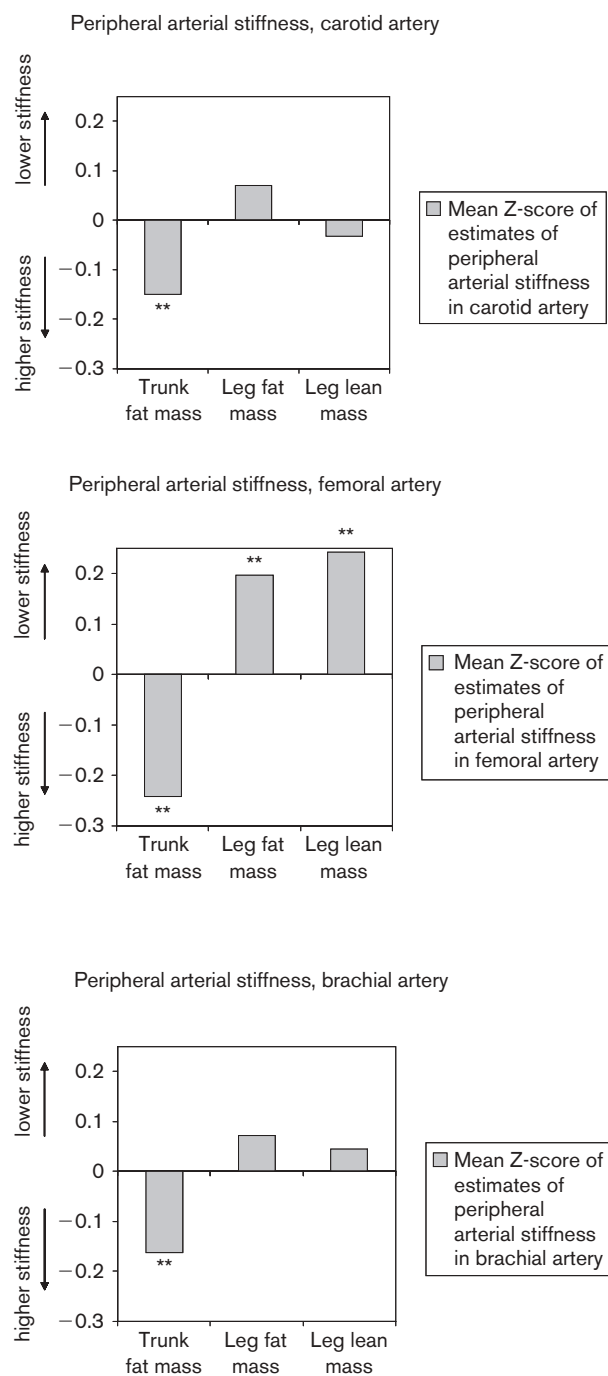 Peripheral arterial stiffness, carotid artery
lower stiffness
higher stiffness
0.2
0.1
0
−0.1
−0.2
−0.3
**
Trunk
fat mass
Leg fat
mass
Leg lean
mass
Mean Z-score of
estimates of
peripheral
arterial stiffness
in carotid artery
Peripheral arterial stiffness, femoral artery
lower stiffness
higher stiffness
0.2
0.1
0
−0.1
−0.2
−0.3
**
**
**
Trunk
fat mass
Leg fat
mass
Leg lean
mass
Mean Z-score of
estimates of
peripheral
arterial stiffness
in femoral artery
Peripheral arterial stiffness, brachial artery
lower stiffness
higher stiffness
0.2
0.1
0
−0.1
−0.2
−0.3
**
Trunk
fat mass
Leg fat
mass
Leg lean
mass
Mean Z-score of
estimates of
peripheral
arterial stiffness
in brachial artery